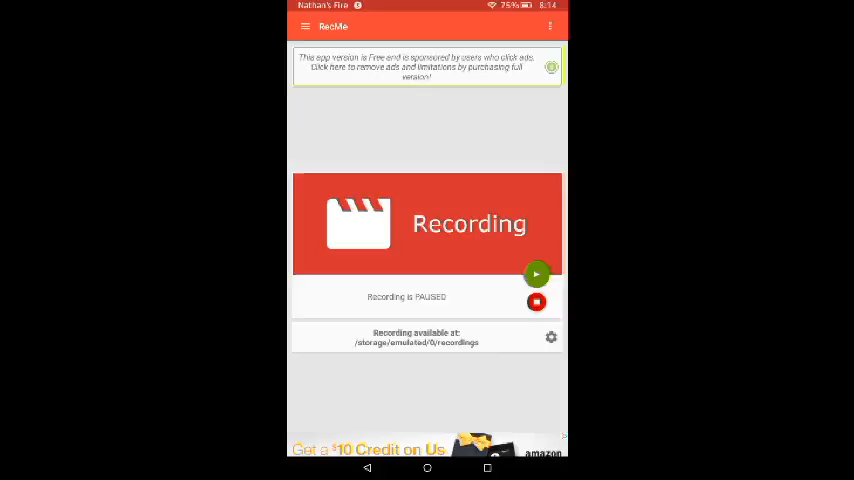 Nathan's Fire
75%
8:14
RecMe
This app version is Free and is sponsored by users who click ads.
Click here to remove ads and limitations by purchasing full
version!
Recording
Recording is PAUSED
Recording available at:
/storage/emulated/0/recordings
Get a $10 Credit on Us
amazon